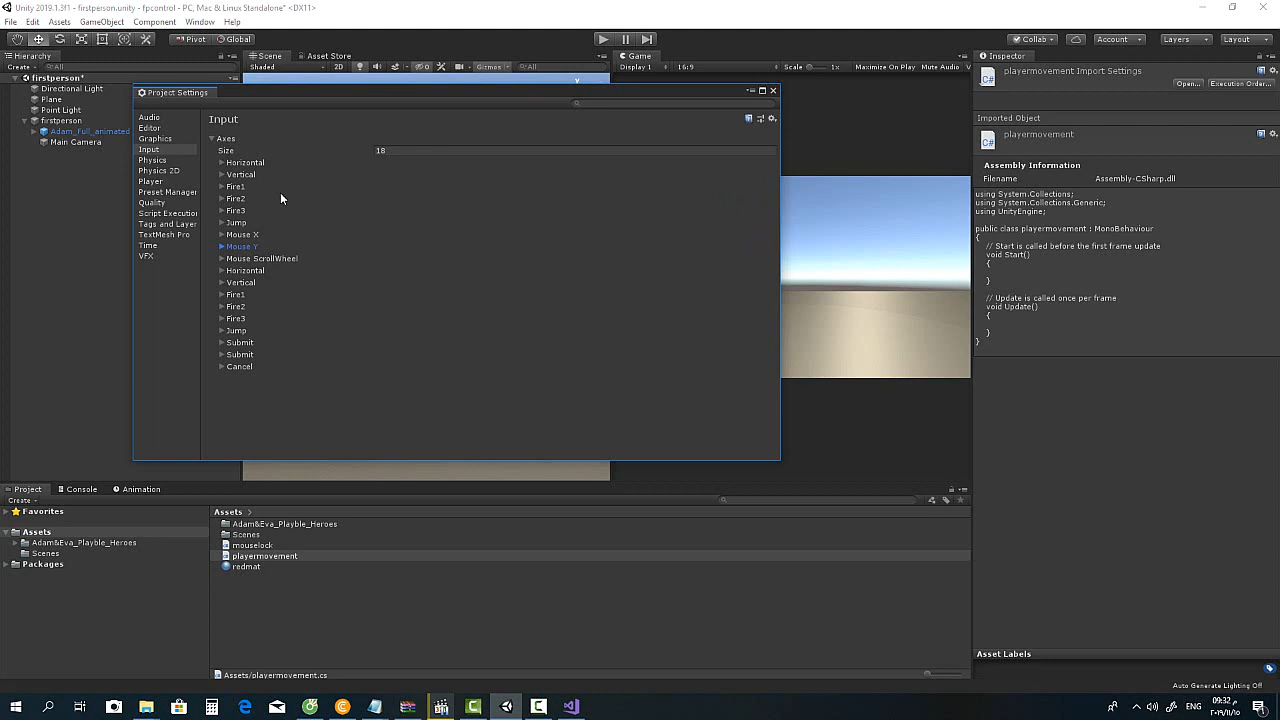 Unity 2019.1.3f1 - firstperson.unity - fpcontrol - PC, Mac & Linux Standalone* <DX11>
File Edit Assets GameObject Component Window Help
Pivot Global Collab Account Layers Layout
Hierarchy Scene Asset Store Game Inspector
Create All Shaded 2D 0 Gizmos All Display 1 16:9 Scale 1x Maximize On Play Mute Audio
playermovement Import Settings
Open... Execution Order...
firstperson*
Directional Light
Plane
Point Light
firstperson
Adam_Full_animated
Main Camera
y
Project Settings
Audio
Editor
Graphics
Input
Physics
Physics 2D
Player
Preset Manager
Quality
Script Executio
Tags and Layer
TextMesh Pro
Time
VFX
Input
Axes
Size 18
Horizontal
Vertical
Fire1
Fire2
Fire3
Jump
Mouse X
Mouse Y
Mouse ScrollWheel
Horizontal
Vertical
Fire1
Fire2
Fire3
Jump
Submit
Submit
Cancel
Imported Object
playermovement
Assembly Information
Filename Assembly-CSharp.dll
using System.Collections;
using System.Collections.Generic;
using UnityEngine;
public class playermovement : MonoBehaviour
{
// Start is called before the first frame update
void Start()
{
}
// Update is called once per frame
void Update()
{
}
}
Asset Labels
Auto Generate Lighting Off
Project Console Animation
Create
Favorites
Assets
Adam&Eva_Playble_Heroes
Scenes
Packages
Assets
Adam&Eva_Playble_Heroes
Scenes
mouselock
playermovement
redmat
Assets/playermovement.cs
ENG